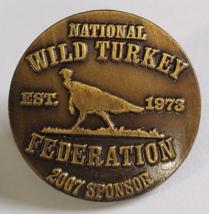 NATIONAL
WILD TURKEY
EST. 1973
FEDERATION
2007 SPONSOR